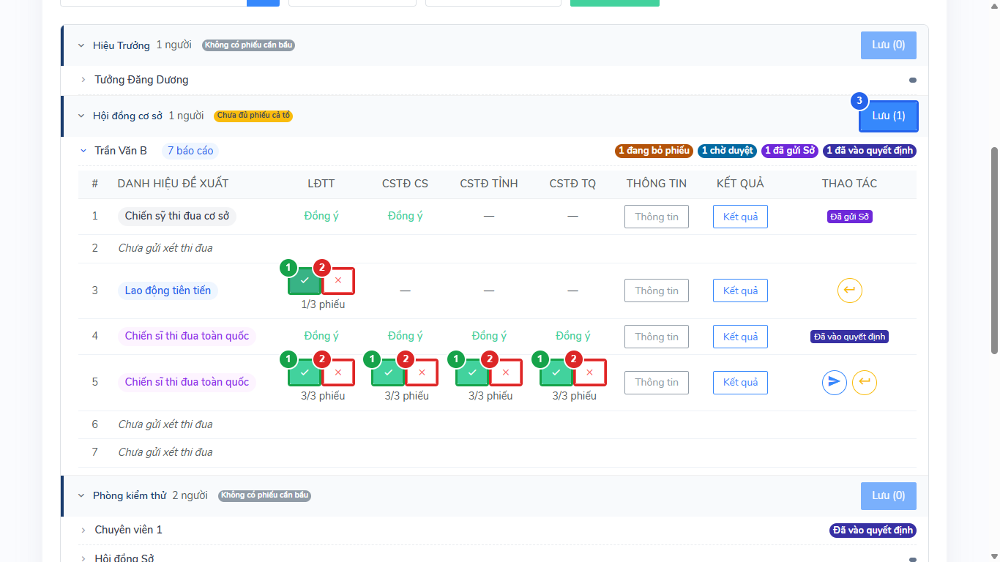 Hiệu Trưởng 1 người Không có phiếu cần bầu Lưu (0)
Tưởng Đăng Dương
3
Hội đồng cơ sở 1 người Chưa đủ phiếu cả tổ Lưu (1)
Trần Văn B 7 báo cáo 1 đang bỏ phiếu 1 chờ duyệt 1 đã gửi Sở 1 đã vào quyết định
# DANH HIỆU ĐỀ XUẤT LĐTT CSTĐ CS CSTĐ TỈNH CSTĐ TQ THÔNG TIN KẾT QUẢ THAO TÁC
1 Chiến sỹ thi đua cơ sở Đồng ý Đồng ý — — Thông tin Kết quả Đã gửi Sở
2 Chưa gửi xét thi đua
1 2
3 Lao động tiên tiến — — — Thông tin Kết quả
1/3 phiếu
4 Chiến sĩ thi đua toàn quốc Đồng ý Đồng ý Đồng ý Đồng ý Thông tin Kết quả Đã vào quyết định
1 2 1 2 1 2 1 2
5 Chiến sĩ thi đua toàn quốc Thông tin Kết quả
3/3 phiếu 3/3 phiếu 3/3 phiếu 3/3 phiếu
6 Chưa gửi xét thi đua
7 Chưa gửi xét thi đua
Phòng kiểm thử 2 người Không có phiếu cần bầu Lưu (0)
Chuyên viên 1 Đã vào quyết định
Hội đồng Sở